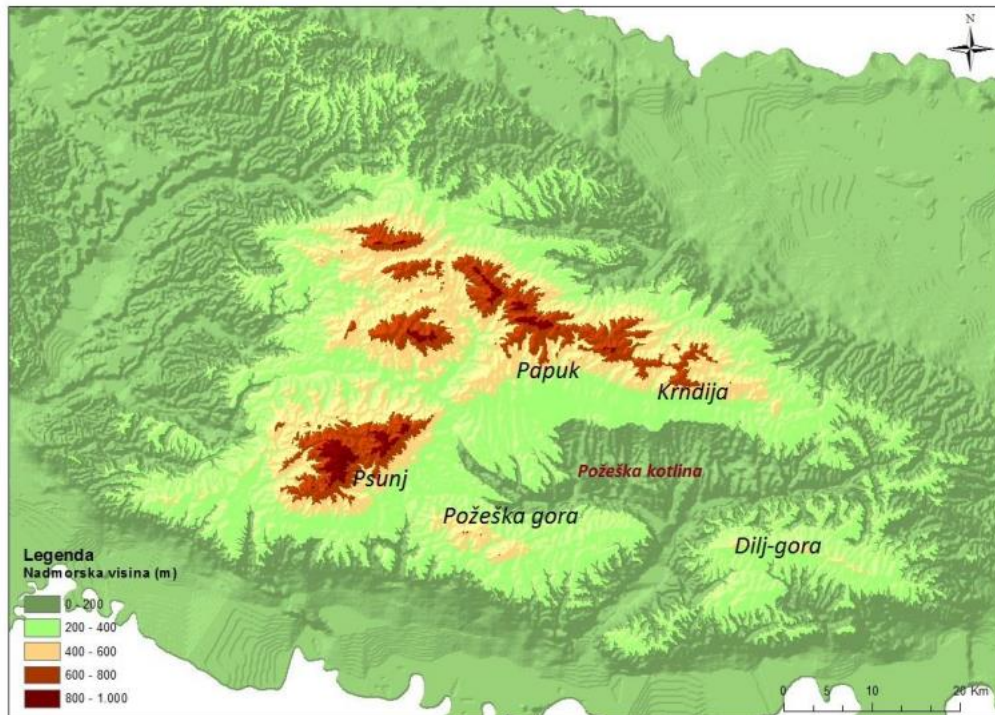 N
Papuk
Krndija
Požeška kotlina
Psunj
Požeška gora
Dilj-gora
Legenda
Nadmorska visina (m)
0 - 200
200 - 400
400 - 600
600 - 800
800 - 1.000
0 5 10 20 Km